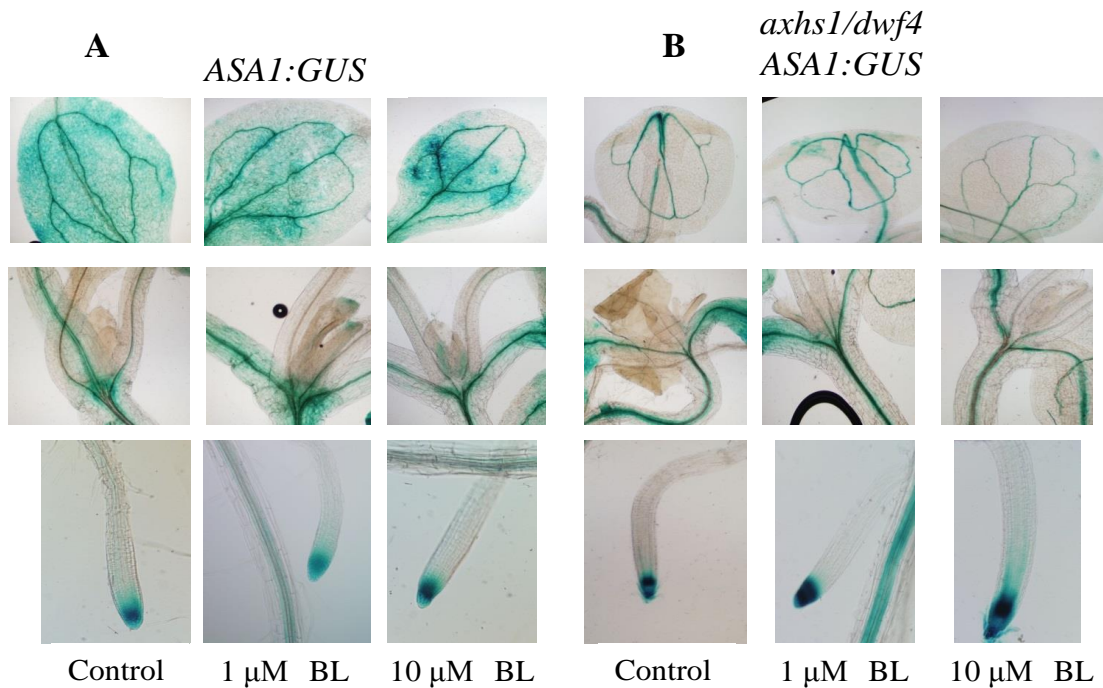 A
ASA1:GUS
B
axhs1/dwf4
ASA1:GUS
Control
1 μM BL
10 μM BL
Control
1 μM BL
10 μM BL